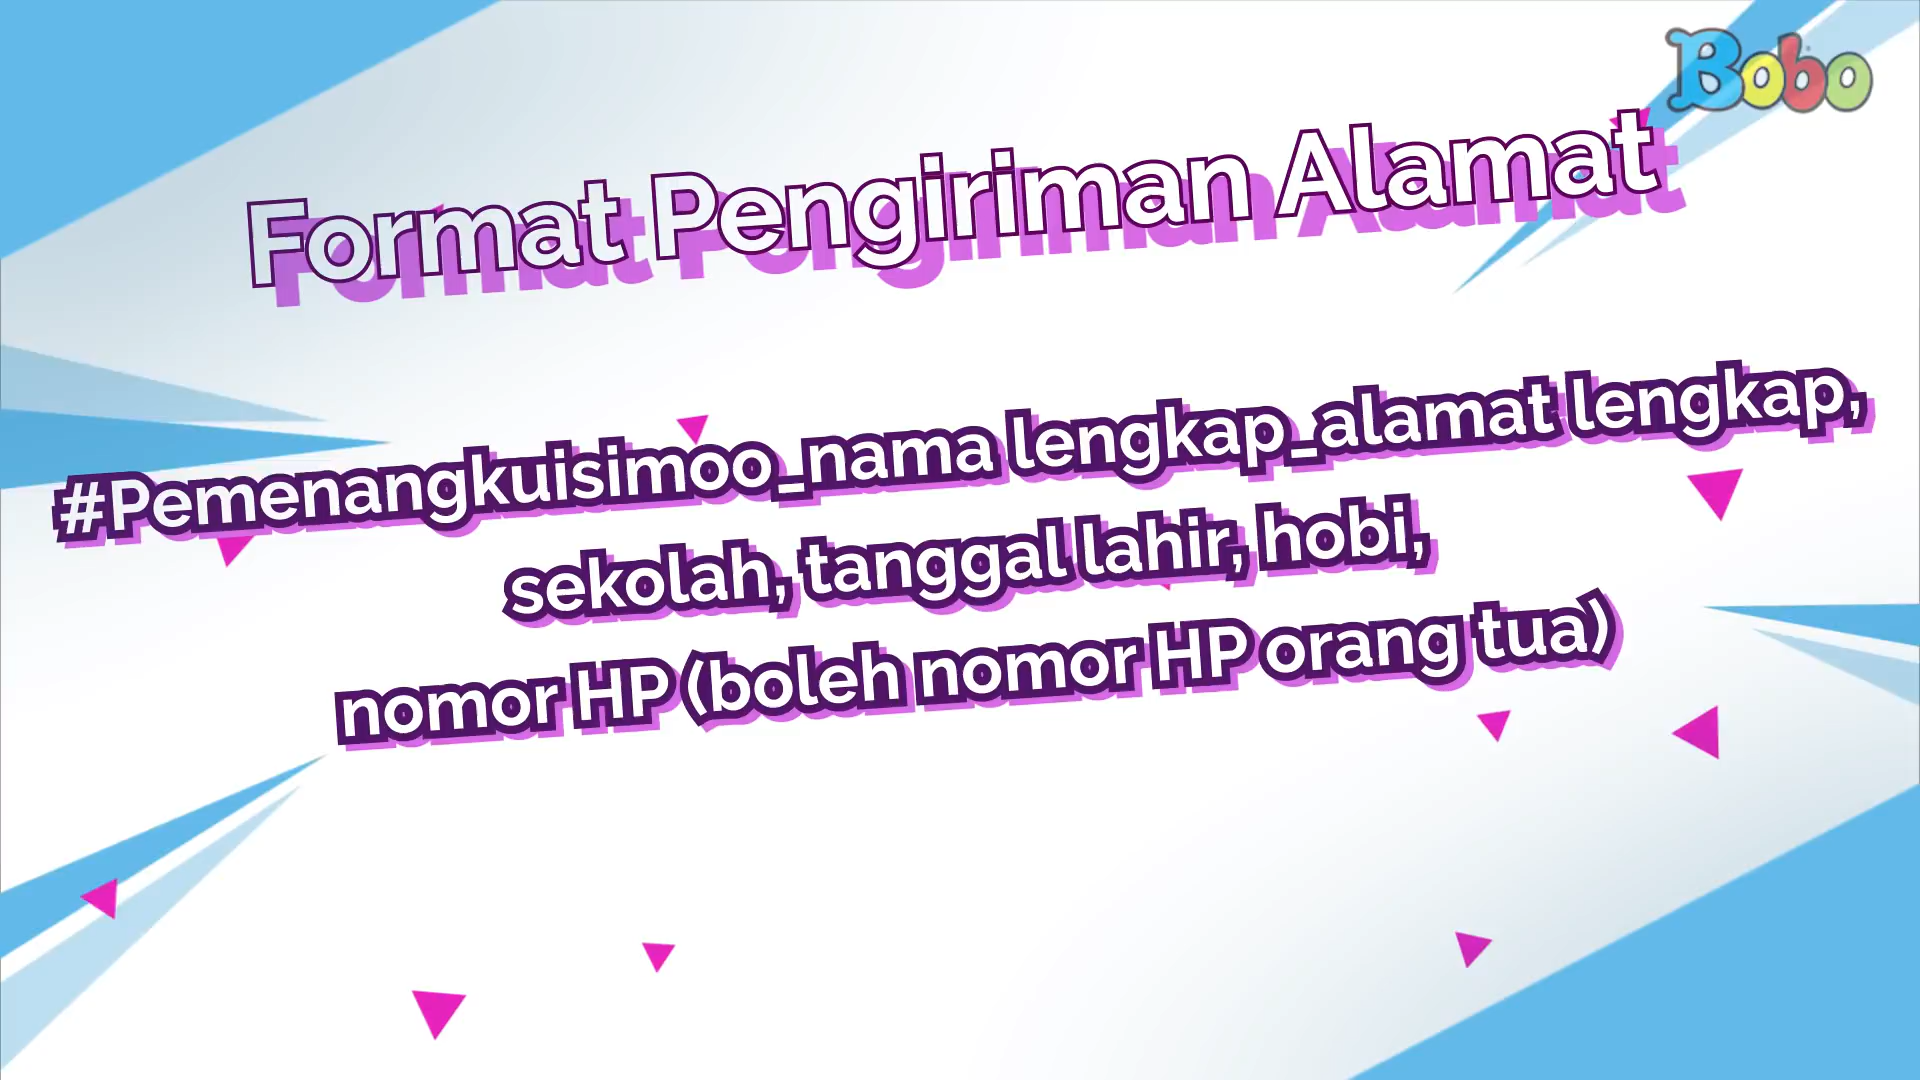 Bobo
Format Pengiriman Alamat
#Pemenangkuisimoo_nama lengkap_alamat lengkap,
sekolah, tanggal lahir, hobi,
nomor HP (boleh nomor HP orang tua)